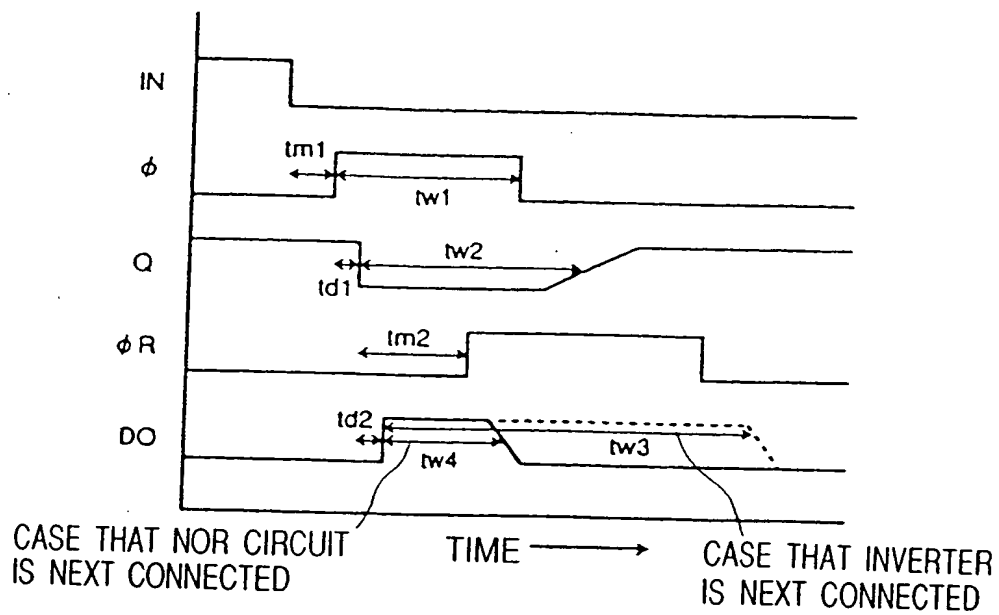 IN
tm1
ϕ
tw1
Q
tw2
td1
ϕ R
tm2
td2
DO
tw4
tw3
CASE THAT NOR CIRCUIT
IS NEXT CONNECTED
TIME
CASE THAT INVERTER
IS NEXT CONNECTED